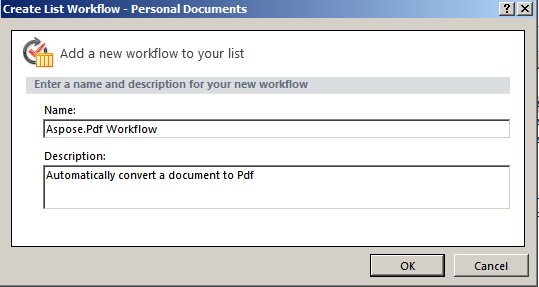 Create List Workflow - Personal Documents
Add a new workflow to your list
Enter a name and description for your new workflow
Name:
Aspose.Pdf Workflow
Description:
Automatically convert a document to Pdf
OK Cancel